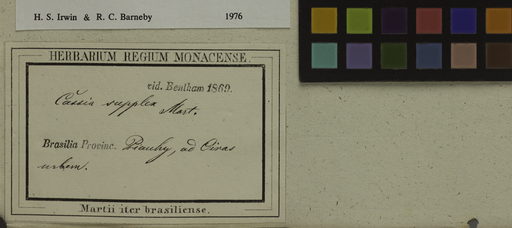 H. S. Irwin & R. C. Barneby 1976
HERBARIUM REGIUM MONACENSE.
vid. Bentham 1869.
Cassia supplex Mart.
Brasilia Provinc. Piauhy, ad Oiras
urbem.
Martii iter brasiliense.